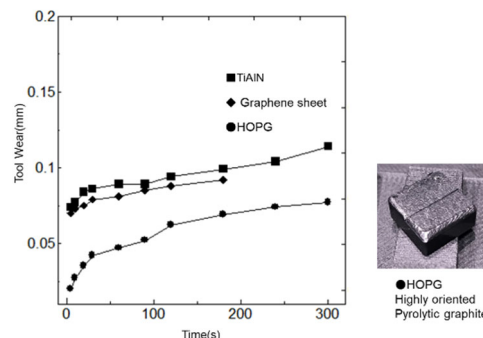 0.2
0.15
0.1
0.05
Tool Wear(mm)
TiAlN
Graphene sheet
HOPG
0
100
200
300
Time(s)
HOPG
Highly oriented
Pyrolytic graphite